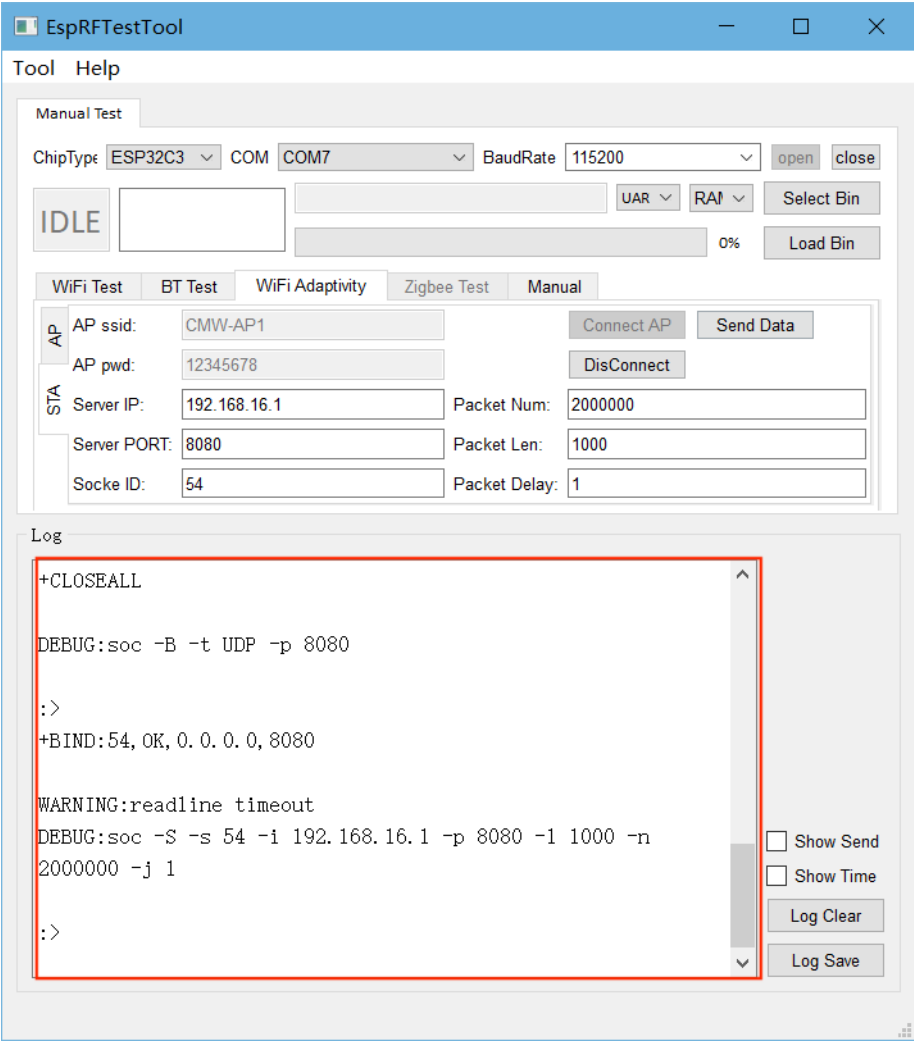 EspRFTestTool
Tool Help
Manual Test
ChipType ESP32C3 COM COM7 BaudRate 115200 open close
IDLE UAR RAM Select Bin
0% Load Bin
WiFi Test BT Test WiFi Adaptivity Zigbee Test Manual
AP
STA
AP ssid: CMW-AP1 Connect AP Send Data
AP pwd: 12345678 DisConnect
Server IP: 192.168.16.1 Packet Num: 2000000
Server PORT: 8080 Packet Len: 1000
Socke ID: 54 Packet Delay: 1
Log
+CLOSEALL
DEBUG:soc -B -t UDP -p 8080
:>
+BIND:54,OK,0.0.0.0,8080
WARNING:readline timeout
DEBUG:soc -S -s 54 -i 192.168.16.1 -p 8080 -l 1000 -n
2000000 -j 1
:>
Show Send
Show Time
Log Clear
Log Save